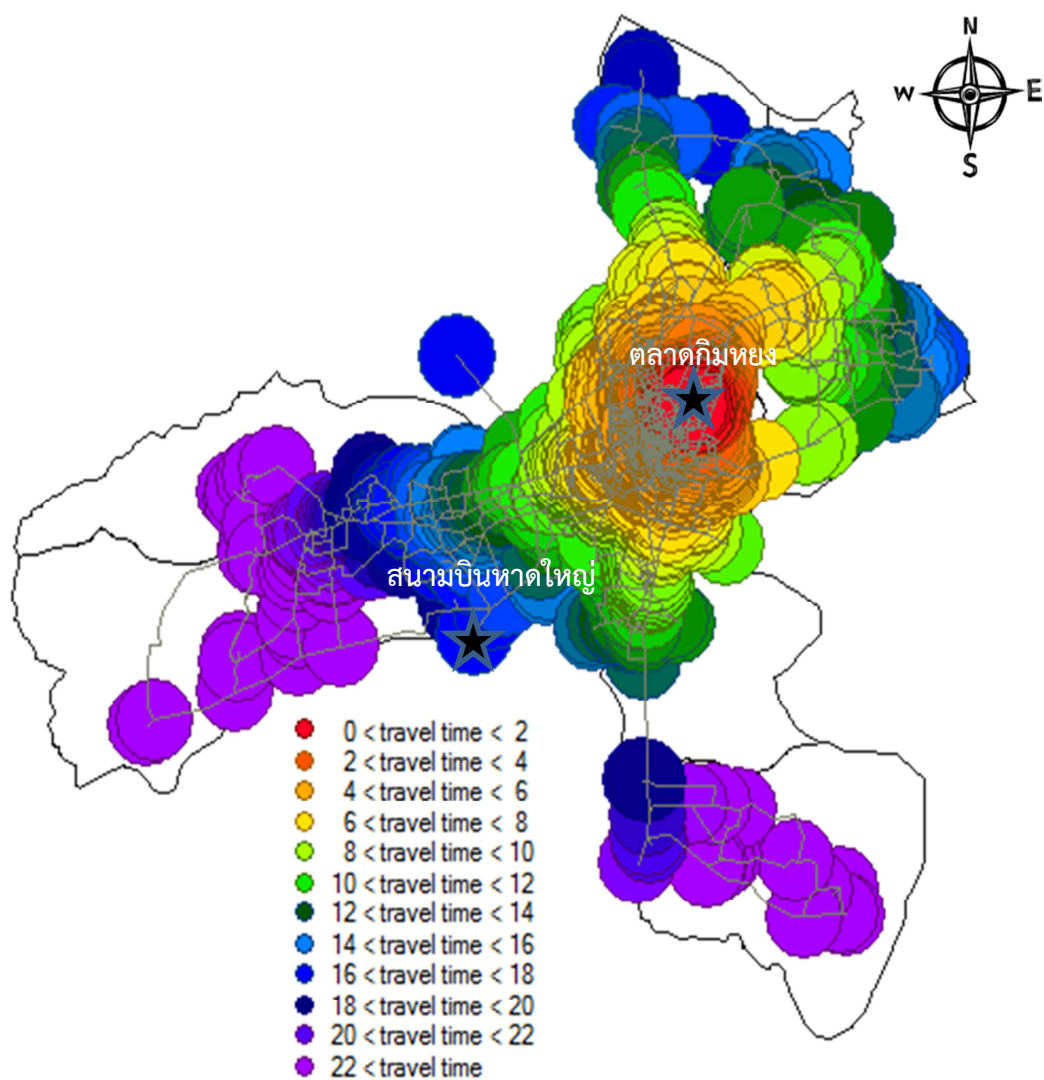 N
W E
S
ตลาดกิมหยง
สนามบินหาดใหญ่
0 < travel time < 2
2 < travel time < 4
4 < travel time < 6
6 < travel time < 8
8 < travel time < 10
10 < travel time < 12
12 < travel time < 14
14 < travel time < 16
16 < travel time < 18
18 < travel time < 20
20 < travel time < 22
22 < travel time